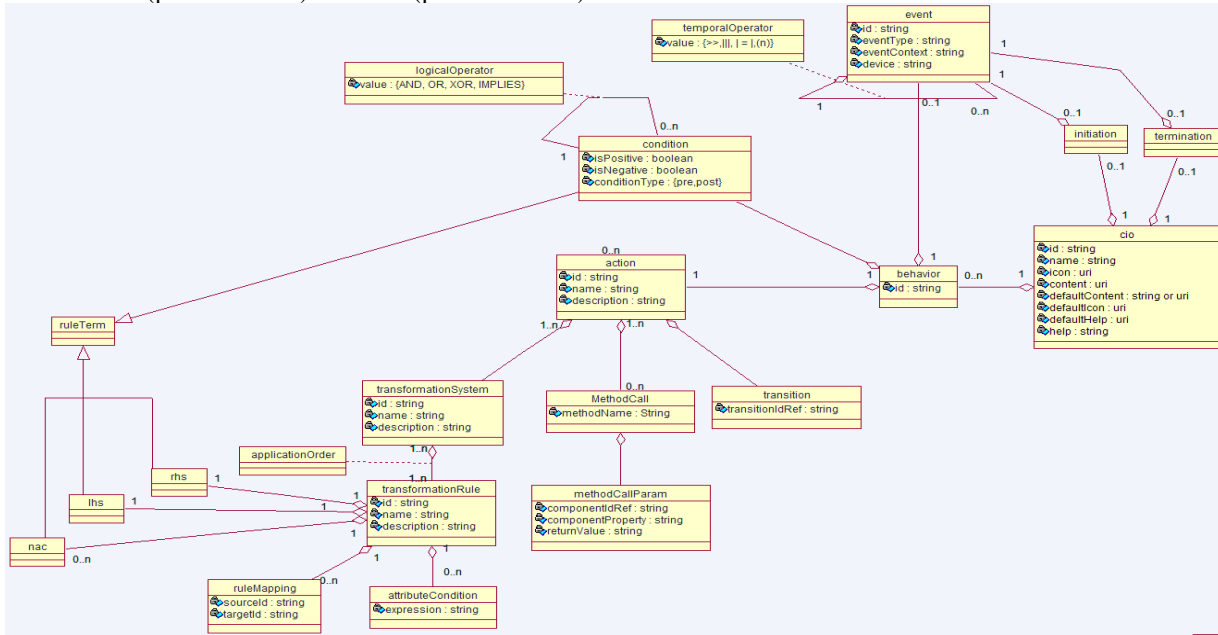 event
id : string
eventType : string
eventContext : string
device : string
temporalOperator
value : {>>,|||, | = |,(n)}
logicalOperator
value : {AND, OR, XOR, IMPLIES}
1
1
1
0..1
0..n
0..1
0..1
initiation
termination
0..1
0..1
0..n
1
condition
isPositive : boolean
isNegative : boolean
conditionType : {pre,post}
1
1
cio
id : string
name : string
icon : uri
content : uri
defaultContent : string or uri
defaultIcon : uri
defaultHelp : uri
help : string
0..n
action
id : string
name : string
description : string
1
1
1
behavior
id : string
0..n
1
ruleTerm
1..n
1..n
0..n
transformationSystem
id : string
name : string
description : string
MethodCall
methodName : String
transition
transitionIdRef : string
applicationOrder
1..n
1..n
rhs
1
1
lhs
1
1
nac
0..n
1
transformationRule
id : string
name : string
description : string
methodCallParam
componentIdRef : string
componentProperty : string
returnValue : string
1
1
0..n
0..n
ruleMapping
sourceId : string
targetId : string
attributeCondition
expression : string